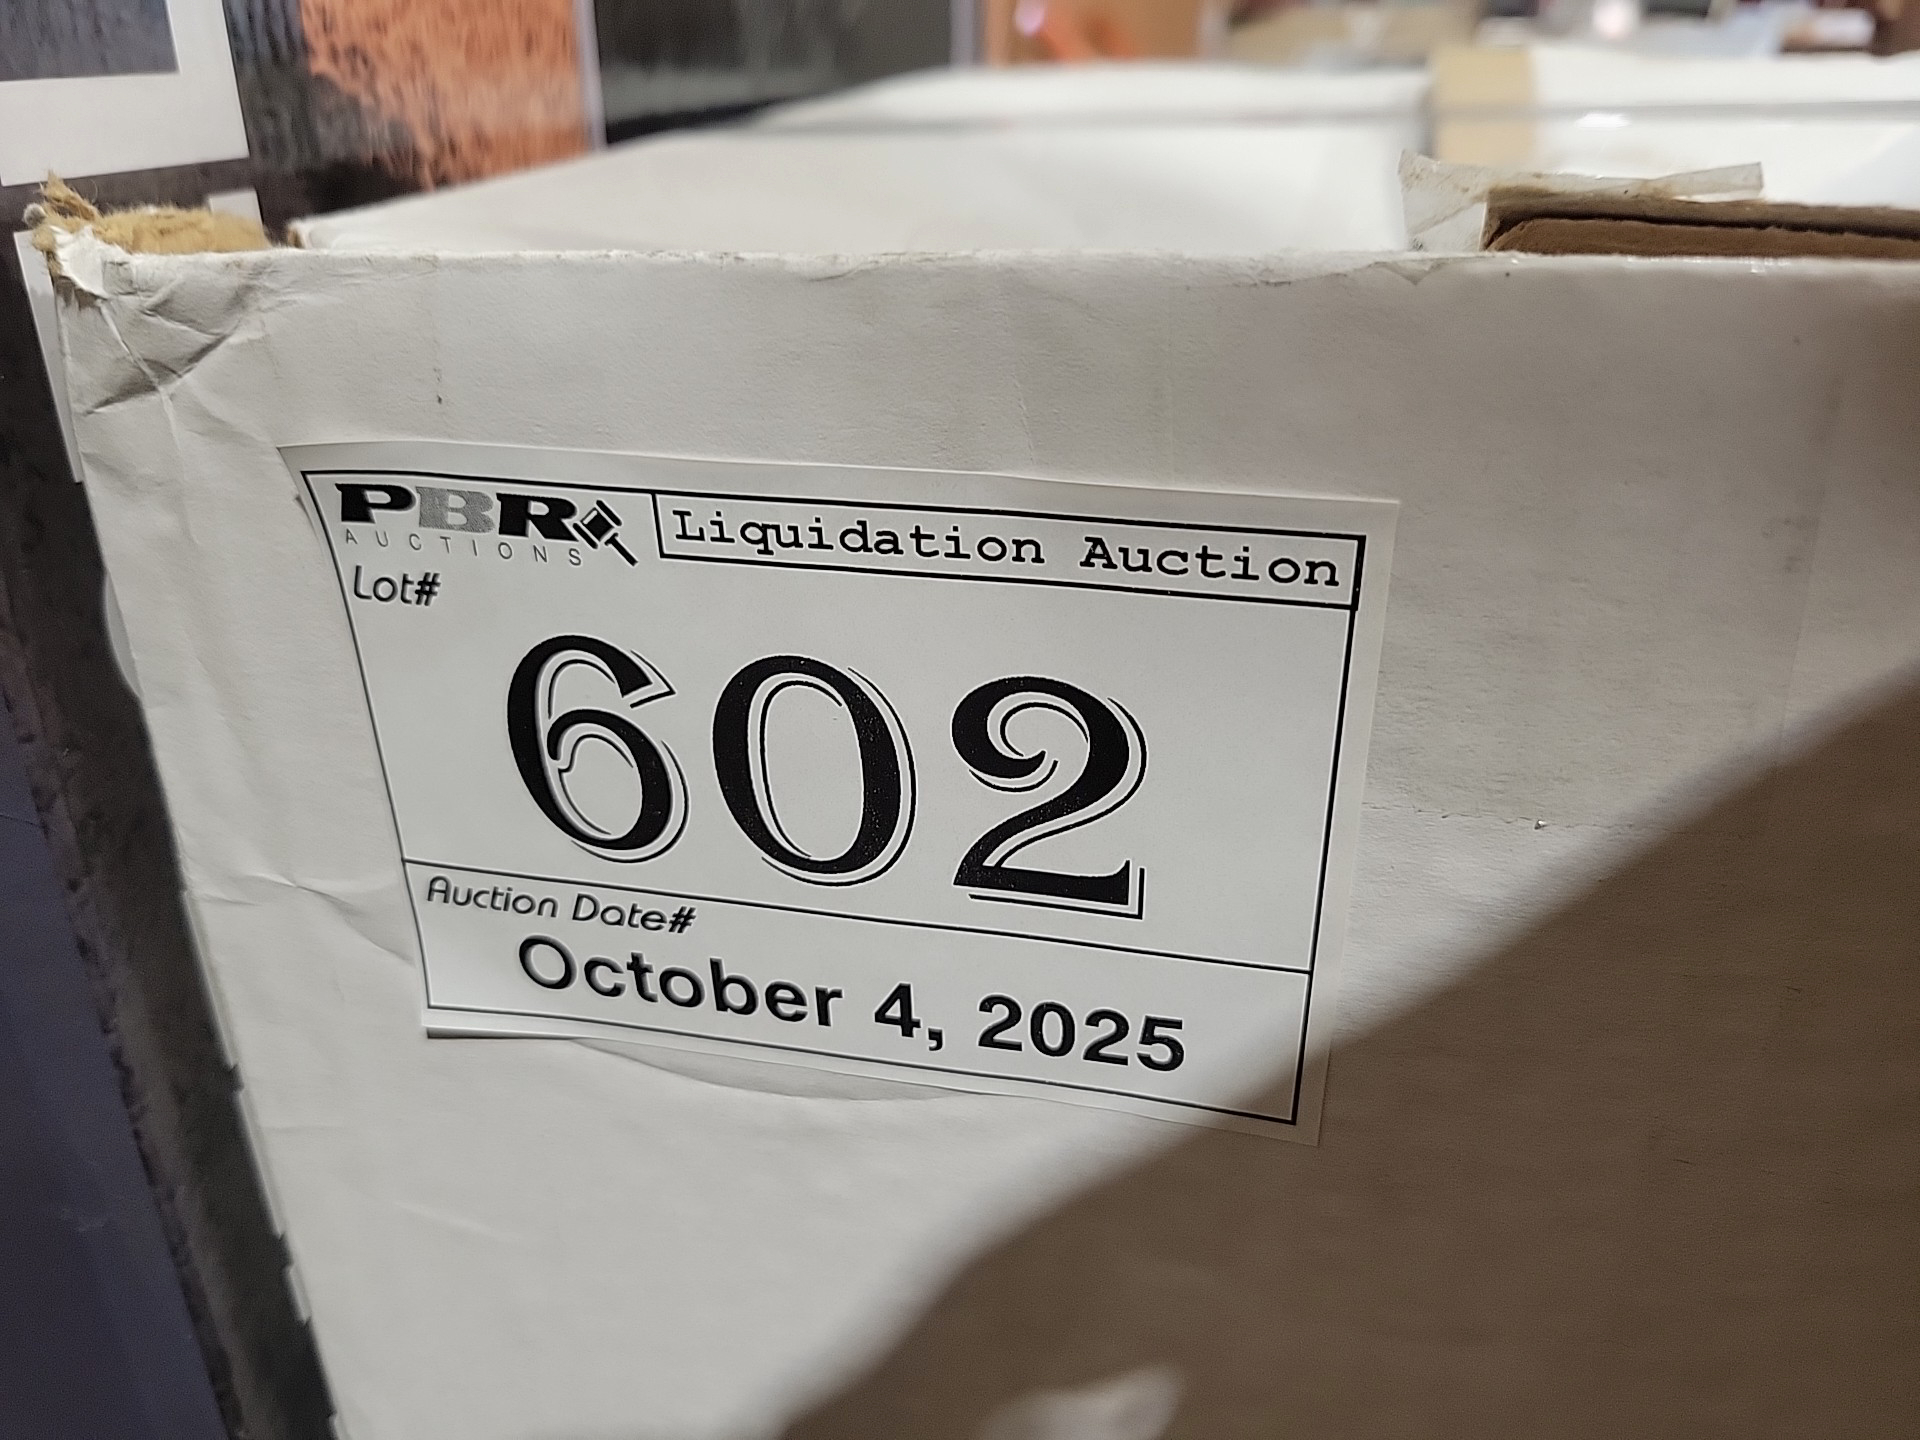 PBR
AUCTIONS
Liquidation Auction
Lot#
602
Auction Date#
October 4, 2025